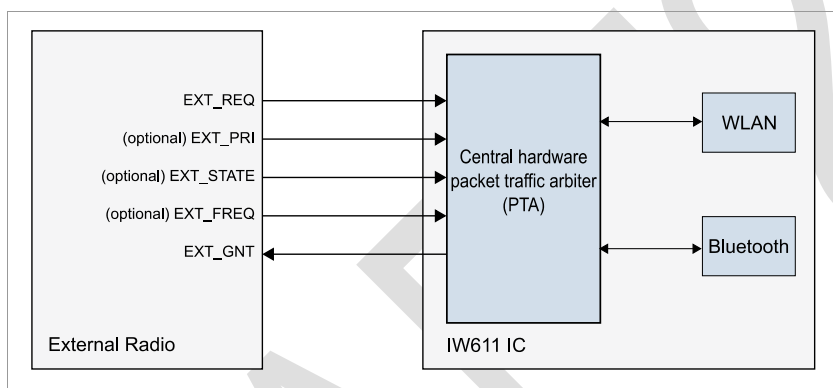 EXT_REQ
(optional) EXT_PRI
(optional) EXT_STATE
(optional) EXT_FREQ
EXT_GNT
External Radio
Central hardware
packet traffic arbiter
(PTA)
WLAN
Bluetooth
IW611 IC